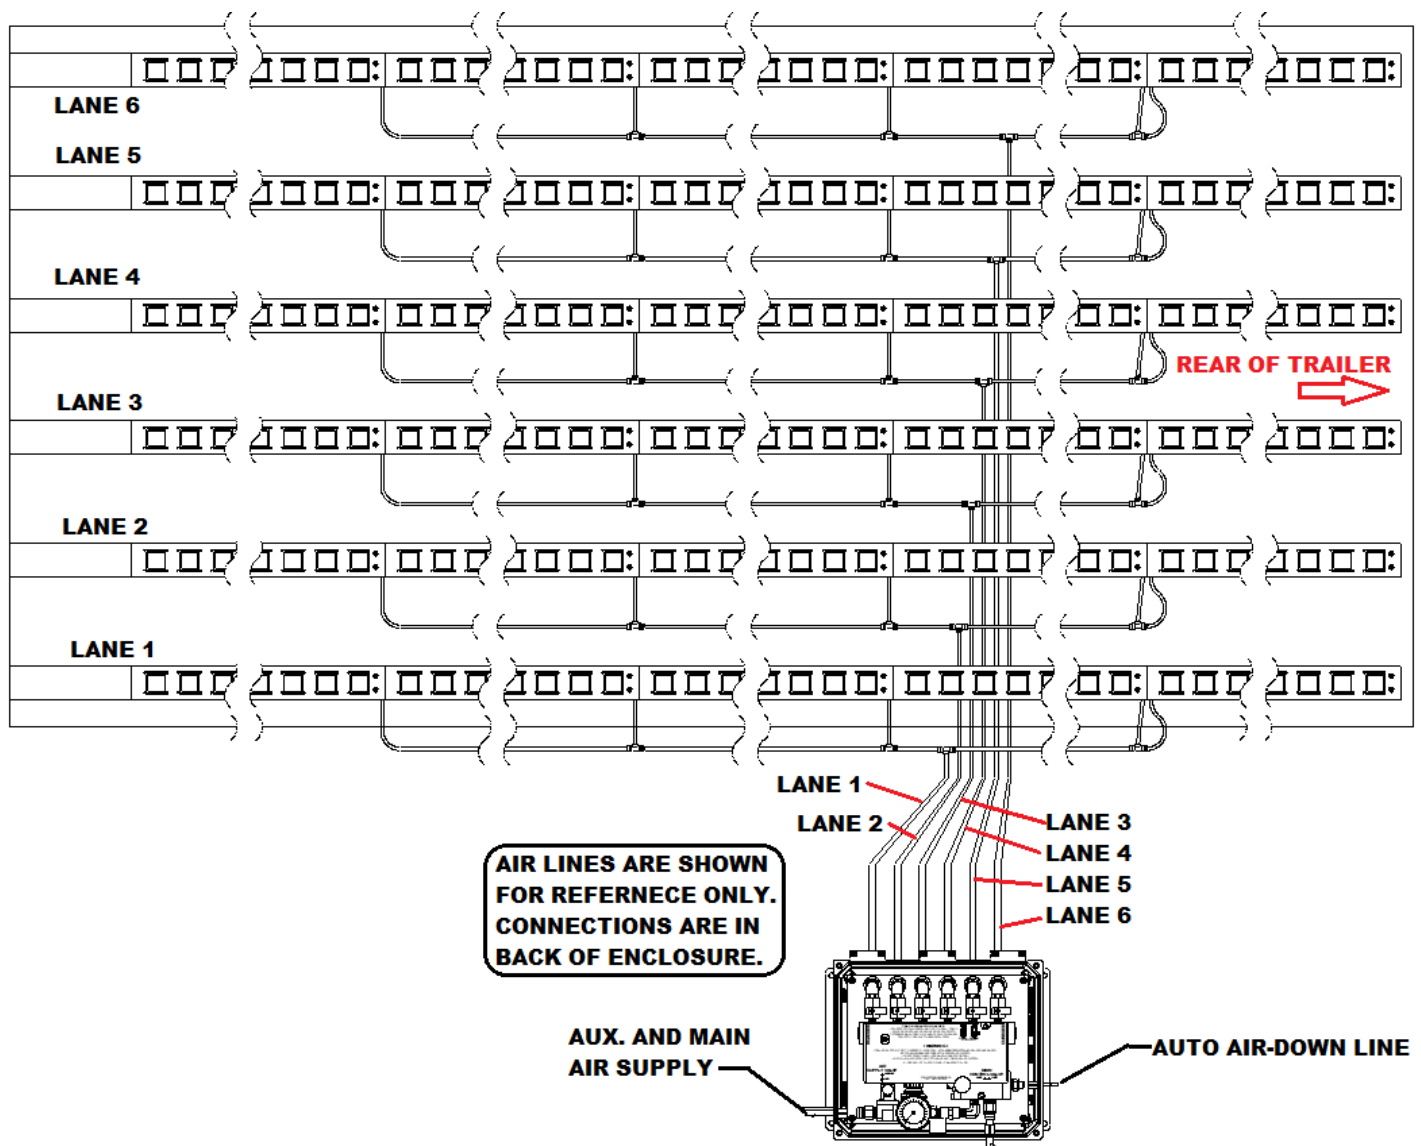 LANE 6
LANE 5
LANE 4
REAR OF TRAILER
LANE 3
LANE 2
LANE 1
LANE 1
LANE 2
LANE 3
LANE 4
LANE 5
LANE 6
AIR LINES ARE SHOWN
FOR REFERNECE ONLY.
CONNECTIONS ARE IN
BACK OF ENCLOSURE.
AUX. AND MAIN
AIR SUPPLY
AUTO AIR-DOWN LINE